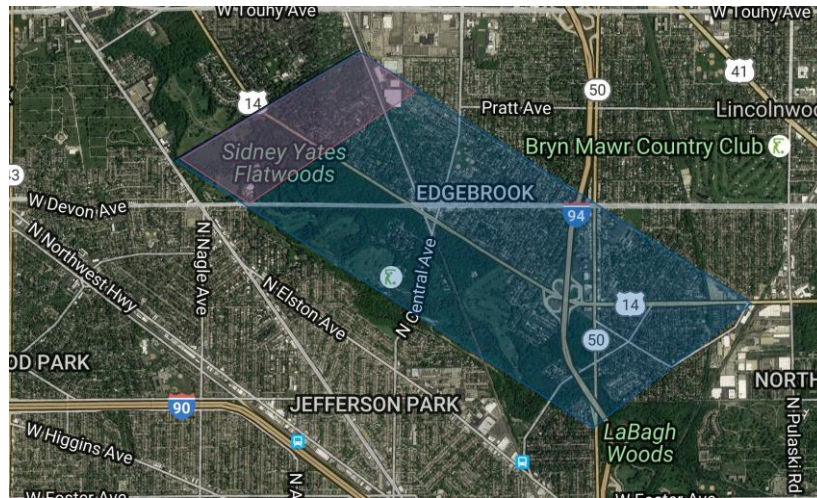 W Touhy Ave
W Touhy Ave
14
50
41
Pratt Ave
Lincolnwoo
Bryn Mawr Country Club
Sidney Yates
Flatwoods
43
EDGEBROOK
W Devon Ave
94
N Northwest Hwy
N Nagle Ave
N Elston Ave
N Central Ave
14
50
OD PARK
NORTH
90
JEFFERSON PARK
W Higgins Ave
LaBagh
Woods
N Pulaski Rd
N A
W Foster Ave
W Foster Ave